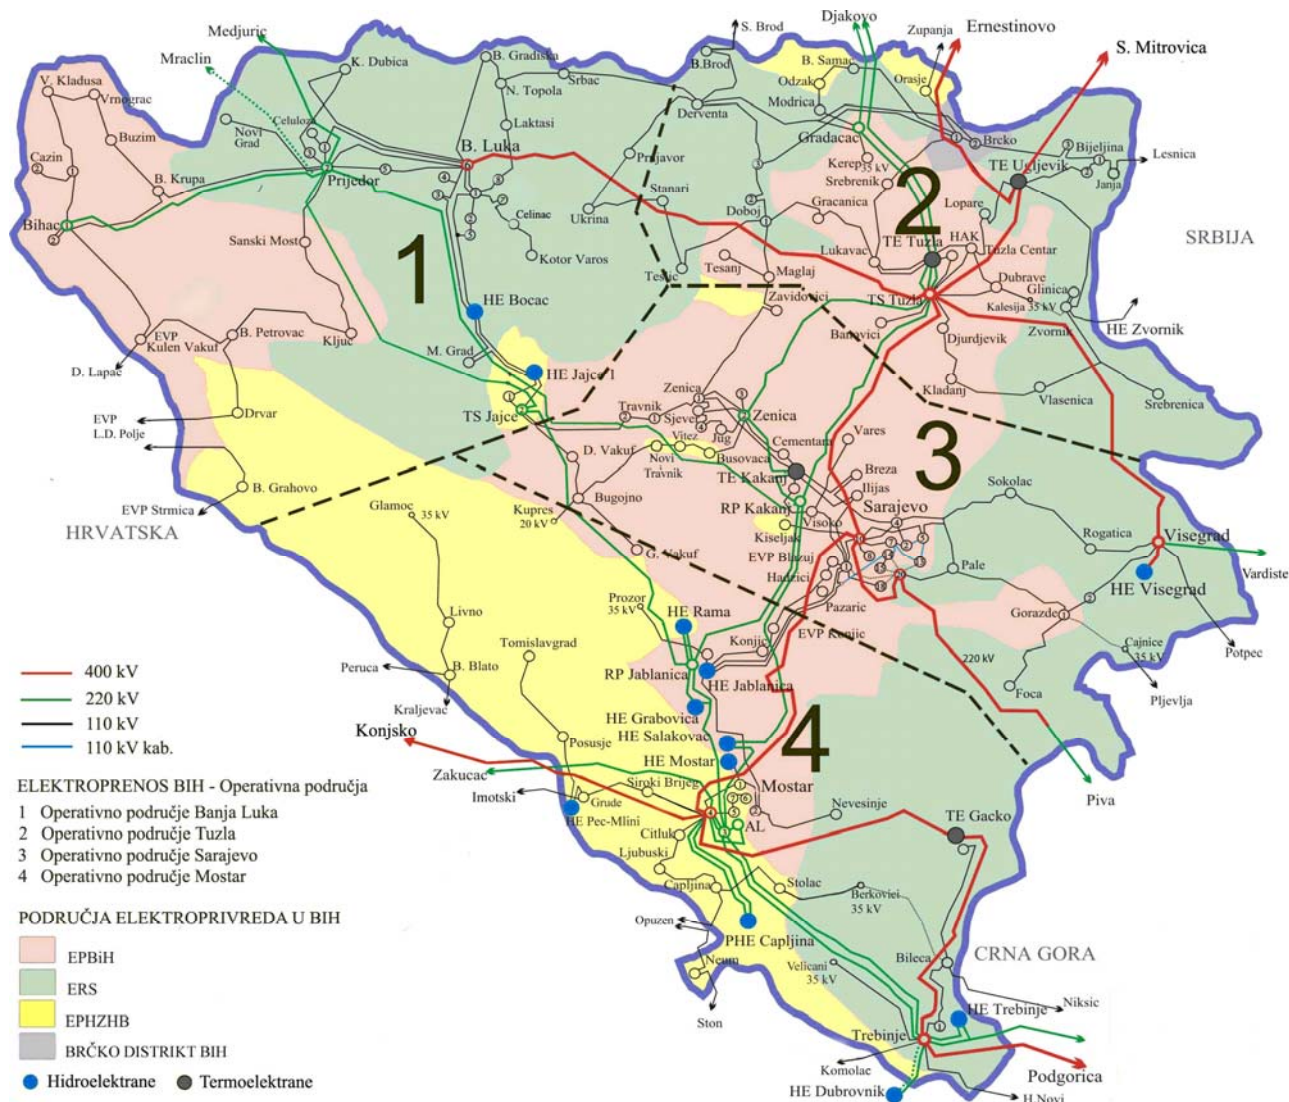 Medjuric
Mraclin
S. Brod
Djakovo
Zupanja
Ernestinovo
S. Mitrovica
V. Kladusa
Vrnograc
Buzim
Cazin
B. Krupa
Bihac
K. Dubica
B. Gradiska
N. Topola
Srbac
Laktasi
Novi Grad
Celuloza
Prijedor
B. Luka
B.Brod
Derventa
Prnjavor
Stanari
Ukrina
Celinac
Kotor Varos
Teslic
Doboj
B. Samac
Odzak
Modrica
Orasje
Gradacac
Kerep
35 kV
Srebrenik
Gracanica
Lukavac
Brcko
Bijeljina
Janja
Lesnica
TE Ugljevik
Lopare
HAK
Tuzla Centar
TE Tuzla
Dubrave
Kalesija 35 kV
Glinica
Zvornik
HE Zvornik
TS Tuzla
Banovici
Djurdjevik
Kladanj
Vlasenica
Srebrenica
SRBIJA
Sanski Most
1
2
3
4
HE Bocac
M. Grad
HE Jajce 1
TS Jajce
EVP
Kulen Vakuf
B. Petrovac
Kljuc
D. Lapac
Drvar
EVP
L.D. Polje
B. Grahovo
EVP Strmica
HRVATSKA
Tesanj
Maglaj
Zavidovici
Zenica
Zenica
Travnik
Sjever
Jug
Vitez
Novi
Travnik
Busovaca
D. Vakuf
Bugojno
Kupres
20 kV
G. Vakuf
Cementara
TE Kakanj
RP Kakanj
Visoko
Kiseljak
Vares
Breza
Ilijas
Sarajevo
EVP Blazuj
Hadzici
Pazaric
EVP Konjic
Konjic
Sokolac
Rogatica
Visegrad
HE Visegrad
Vardiste
Pale
Gorazde
Cajnice
35 kV
Potpec
Pljevlja
Foca
220 kV
Piva
Glamoc
35 kV
Livno
B. Blato
Peruca
Kraljevac
Tomislavgrad
Prozor
35 kV
HE Rama
RP Jablanica
HE Jablanica
HE Grabovica
HE Salakovac
HE Mostar
Mostar
Konjsko
Zakucac
Imotski
Posusje
Grude
HE Pec-Mlini
Siroki Brijeg
AL
Citluk
Ljubuski
Capljina
Opuzen
Neum
Ston
PHE Capljina
Stolac
Berkovici
35 kV
Velicani
35 kV
Nevesinje
TE Gacko
Bileca
CRNA GORA
Niksic
HE Trebinje
Trebinje
Komolac
HE Dubrovnik
H.Novi
Podgorica
400 kV
220 kV
110 kV
110 kV kab.
ELEKTROPRENOS BIH - Operativna područja
1 Operativno područje Banja Luka
2 Operativno područje Tuzla
3 Operativno područje Sarajevo
4 Operativno područje Mostar
PODRUČJA ELEKTROPRIVREDA U BIH
EPBiH
ERS
EPHZHB
BRČKO DISTRIKT BIH
Hidroelektrane
Termoelektrane